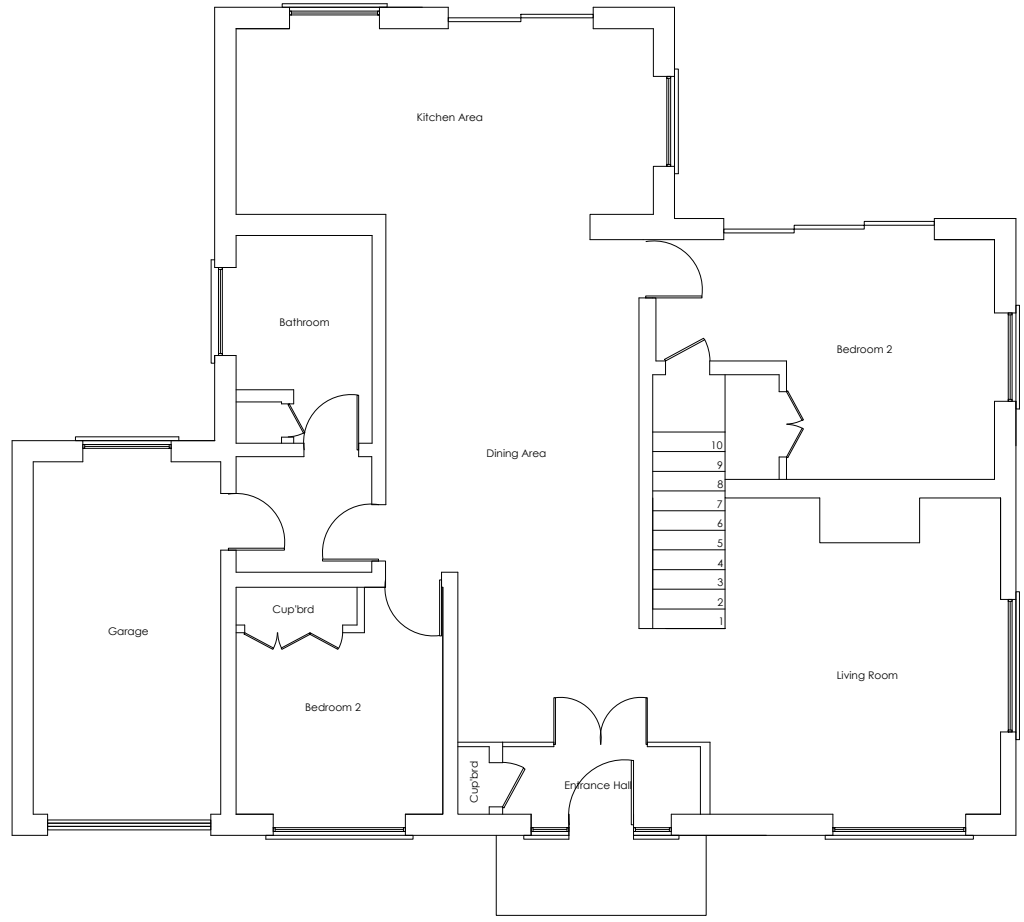 Kitchen Area
Bathroom
Bedroom 2
Dining Area
10
9
8
7
6
5
4
3
2
1
Cup'brd
Garage
Living Room
Bedroom 2
Cup'brd
Entrance Hall